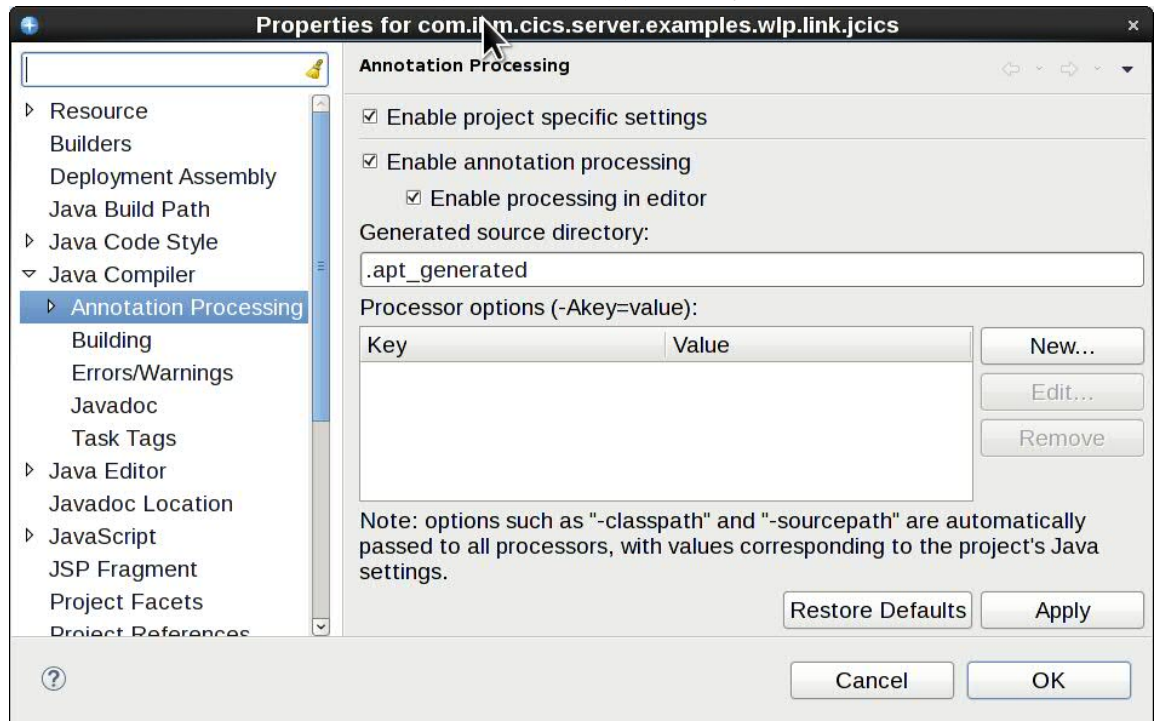 Properties for com.ibm.cics.server.examples.wlp.link.jcics
Annotation Processing
Resource
Builders
Deployment Assembly
Java Build Path
Java Code Style
Java Compiler
Annotation Processing
Building
Errors/Warnings
Javadoc
Task Tags
Java Editor
Javadoc Location
JavaScript
JSP Fragment
Project Facets
Project References
Enable project specific settings
Enable annotation processing
Enable processing in editor
Generated source directory:
.apt_generated
Processor options (-Akey=value):
Key Value
New...
Edit...
Remove
Note: options such as "-classpath" and "-sourcepath" are automatically
passed to all processors, with values corresponding to the project's Java
settings.
Restore Defaults Apply
? Cancel OK